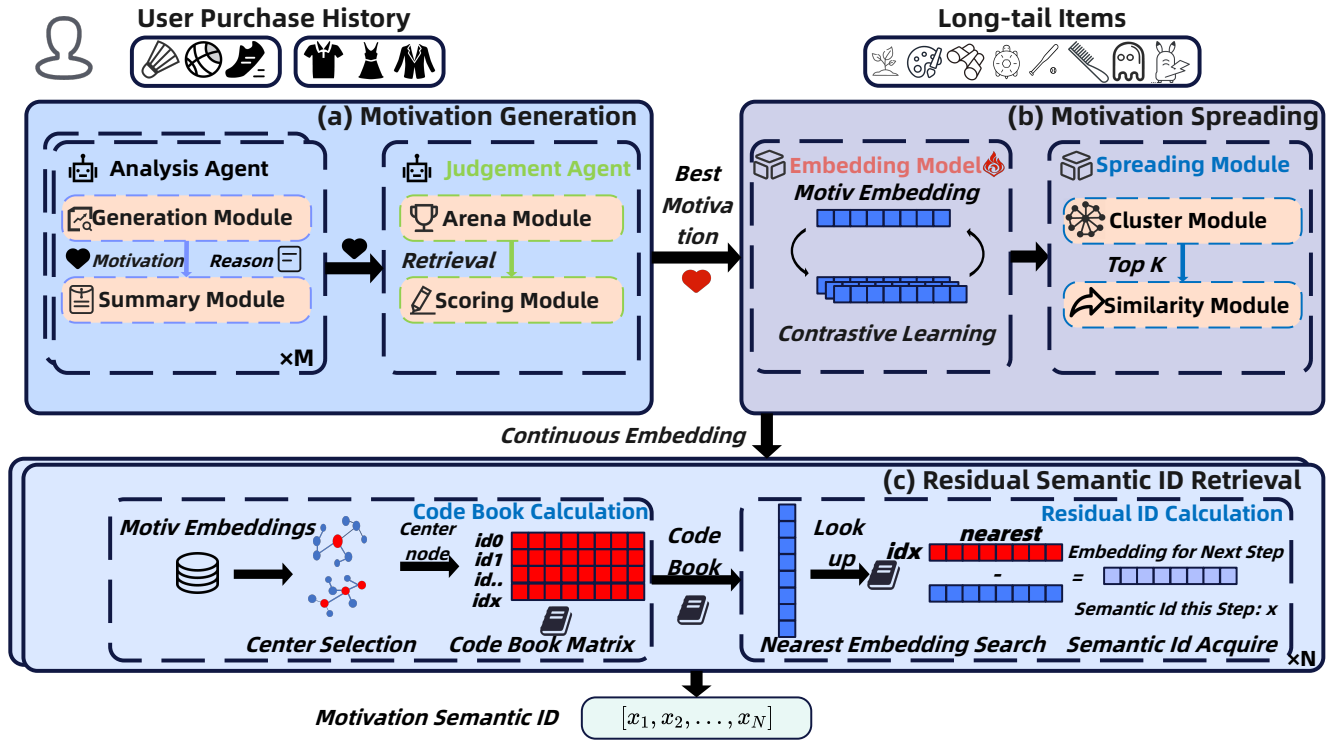 User Purchase History
Long-tail Items
(a) Motivation Generation
Analysis Agent
Generation Module
Motivation
Reason
Summary Module
×M
Judgement Agent
Arena Module
Retrieval
Scoring Module
Best
Motiva
tion
(b) Motivation Spreading
Embedding Model
Motiv Embedding
Contrastive Learning
Spreading Module
Cluster Module
Top K
Similarity Module
Continuous Embedding
(c) Residual Semantic ID Retrieval
Code Book Calculation
Motiv Embeddings
Center
node
id0
id1
id..
idx
Center Selection
Code Book Matrix
Code
Book
Residual ID Calculation
Look
up
idx
nearest
-
=
Embedding for Next Step
Semantic Id this Step: x
Nearest Embedding Search
Semantic Id Acquire
×N
Motivation Semantic ID
[x₁, x₂, . . . , x_N]